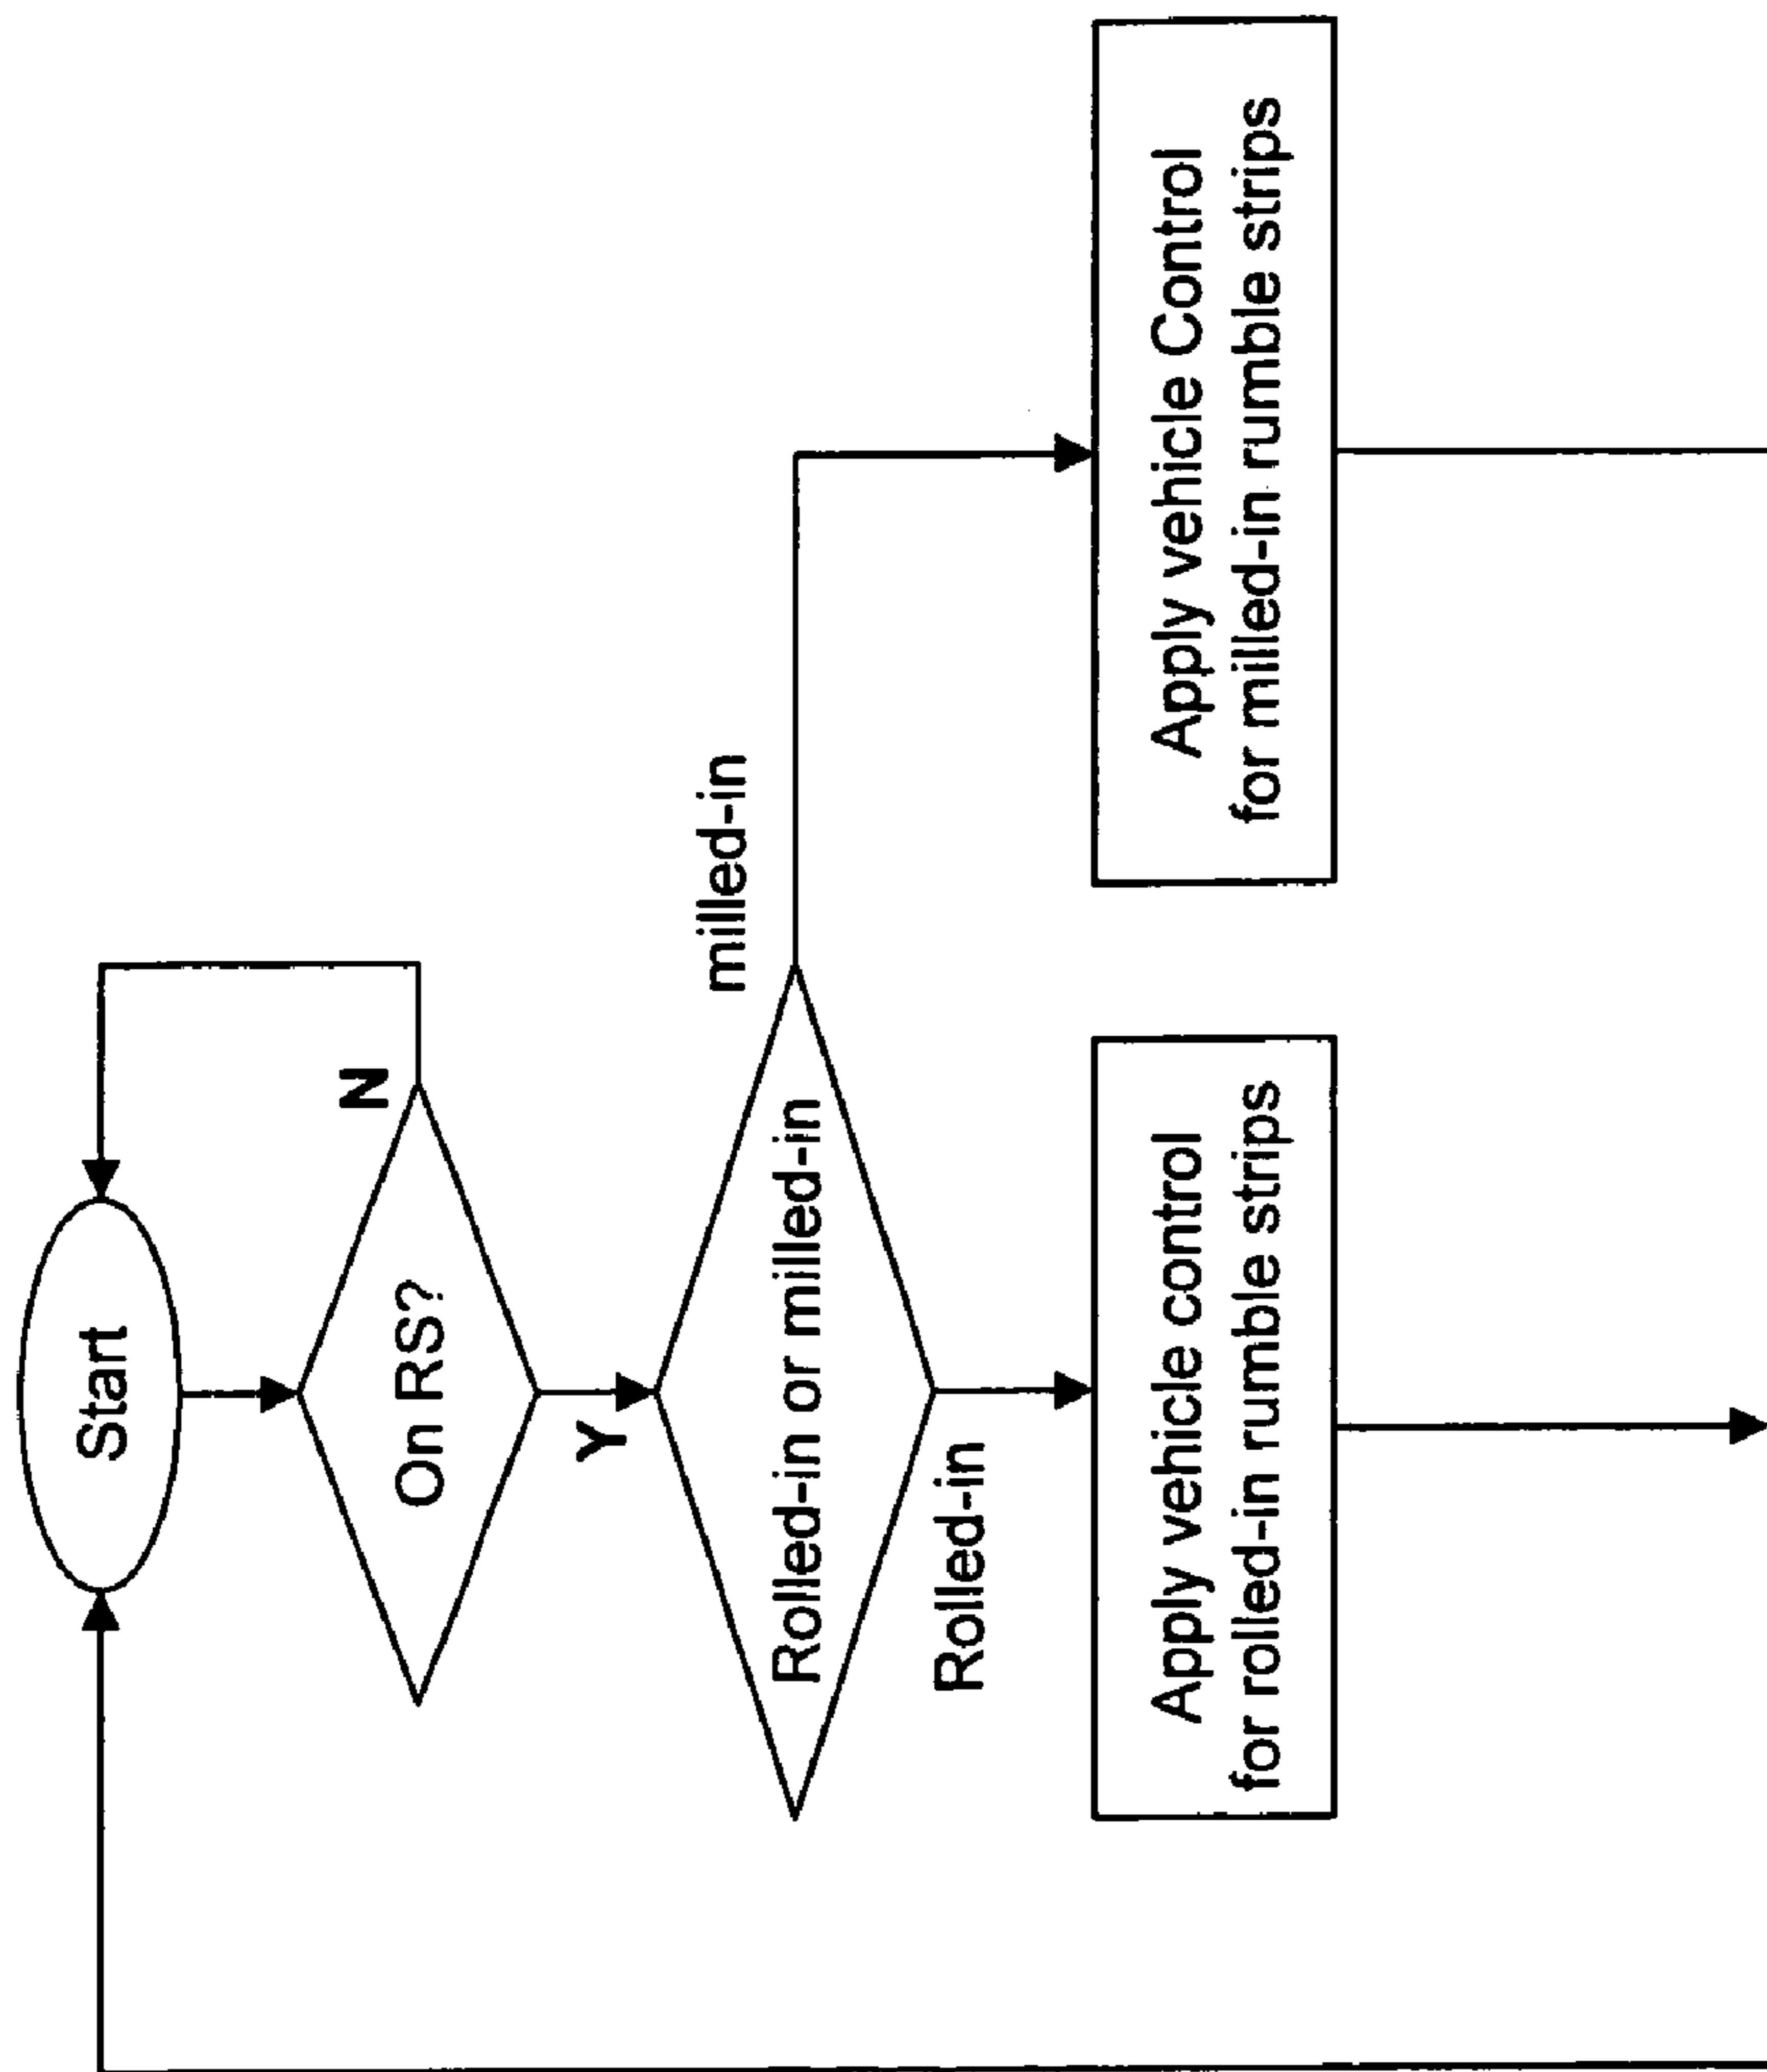 Start
On RS?
N
Y
Rolled-in or milled-in
milled-in
Rolled-in
Apply vehicle control
for rolled-in rumble strips
Apply vehicle Control
for milled-in rumble strips